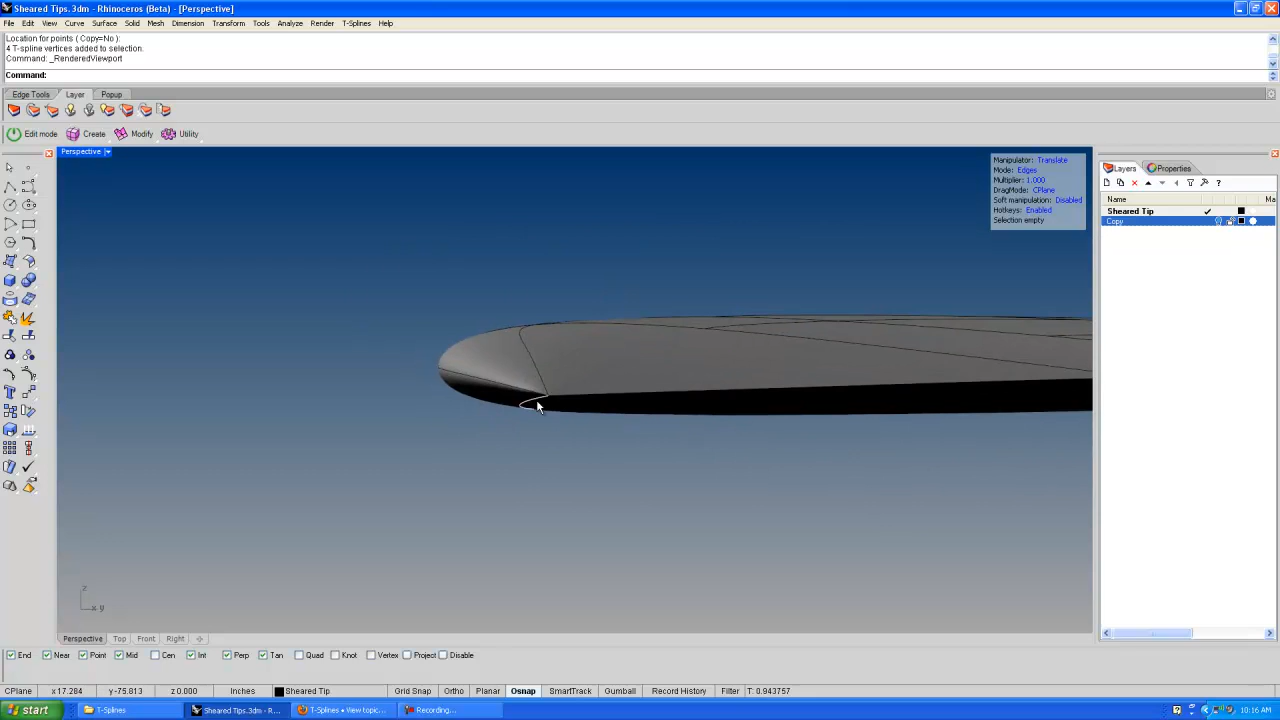 Sheared Tips.3dm - Rhinoceros (Beta) - [Perspective]
File Edit View Curve Surface Solid Mesh Dimension Transform Tools Analyze Render T-Splines Help
Location for points ( Copy=No ):
4 T-spline vertices added to selection.
Command: _RenderedViewport
Command:
Edge Tools Layer Popup
Edit mode Create Modify Utility
Perspective
Manipulator: Translate
Mode: Edges
Multiplier: 1.000
DragMode: CPlane
Soft manipulation: Disabled
Hotkeys: Enabled
Selection empty
Layers Properties
Name Ma
Sheared Tip
Copy
z
x y
Perspective Top Front Right
End Near Point Mid Cen Int Perp Tan Quad Knot Vertex Project Disable
CPlane x17.284 y-75.813 z0.000 Inches Sheared Tip Grid Snap Ortho Planar Osnap SmartTrack Gumball Record History Filter T: 0.943757
start T-Splines Sheared Tips.3dm - R... T-Splines • View topic... Recording... 10:16 AM